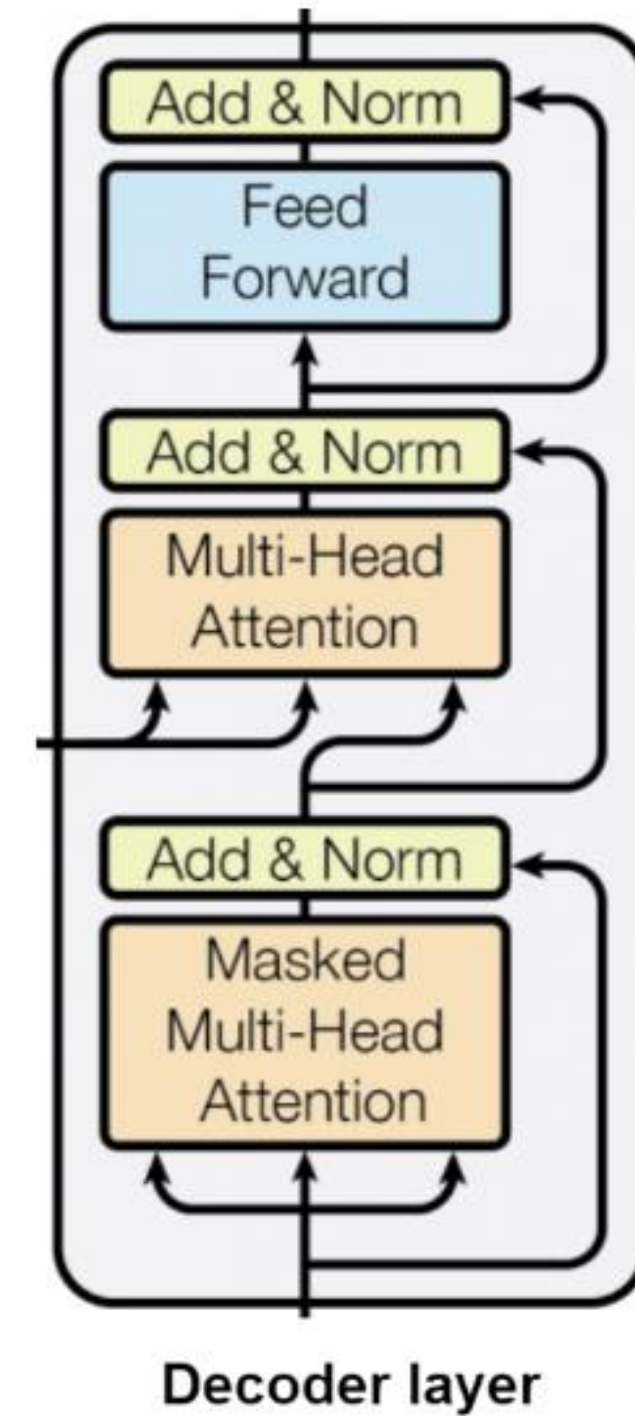 Add & Norm
Feed
Forward
Add & Norm
Multi-Head
Attention
Add & Norm
Masked
Multi-Head
Attention
Decoder layer